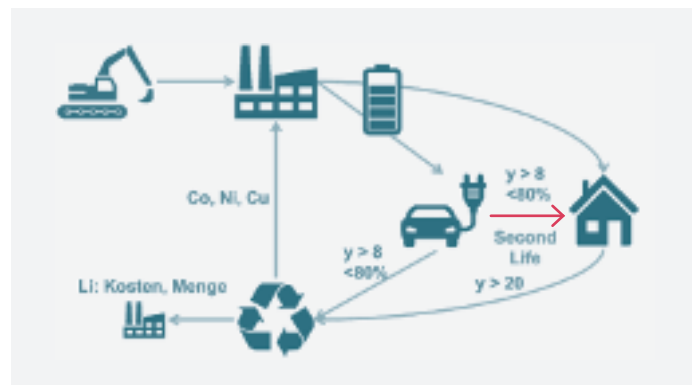 y > 8
<80%
Co, Ni, Cu
Second
Life
y > 8
<80%
y > 20
Li: Kosten, Menge